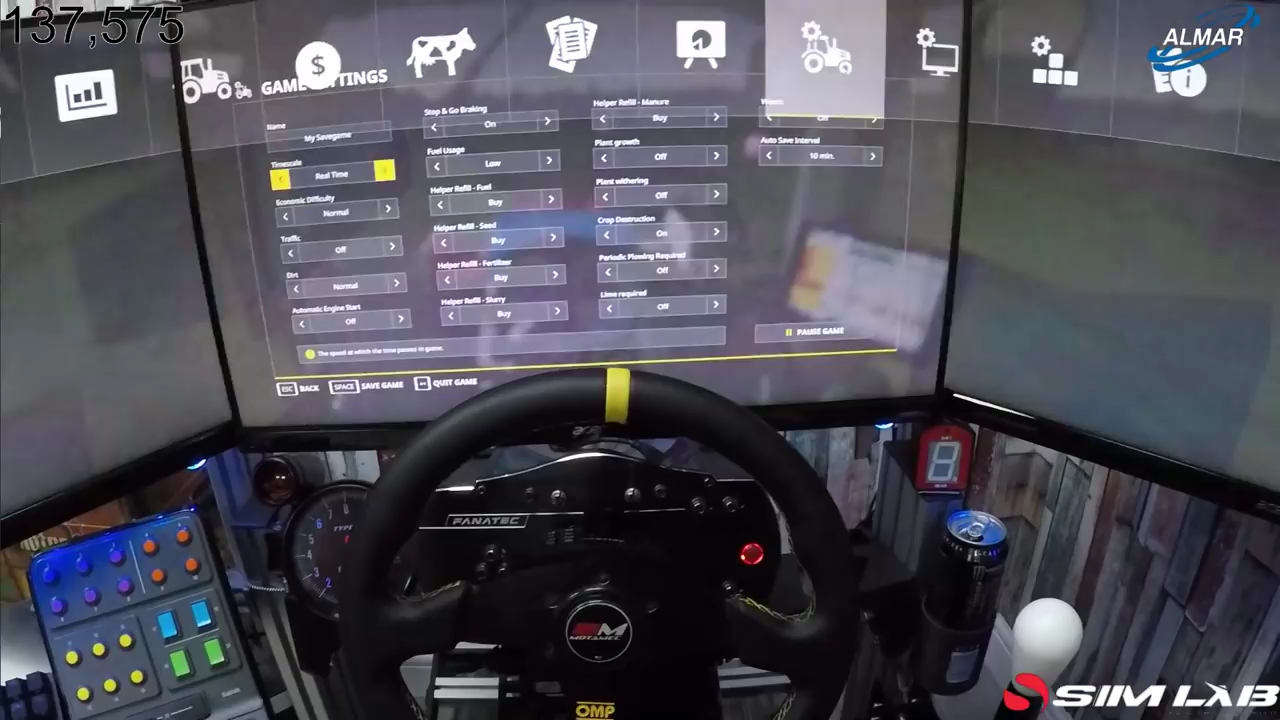 137,575
ALMAR
GAME SETTINGS
Name
My Savegame
Timescale
Real Time
Economic Difficulty
Normal
Traffic
Off
Dirt
Normal
Automatic Engine Start
Off
Stop & Go Braking
On
Fuel Usage
Low
Helper Refill - Fuel
Buy
Helper Refill - Seed
Buy
Helper Refill - Fertilizer
Buy
Helper Refill - Slurry
Buy
Helper Refill - Manure
Buy
Plant growth
Off
Plant withering
Off
Crop Destruction
On
Periodic Plowing Required
Off
Lime required
Off
Weeds
Off
Auto Save Interval
10 min.
The speed at which the time passes in game.
PAUSE GAME
ESC BACK SPACE SAVE GAME QUIT GAME
FANATEC
MOTAMEC
OMP
8
SIM LAB